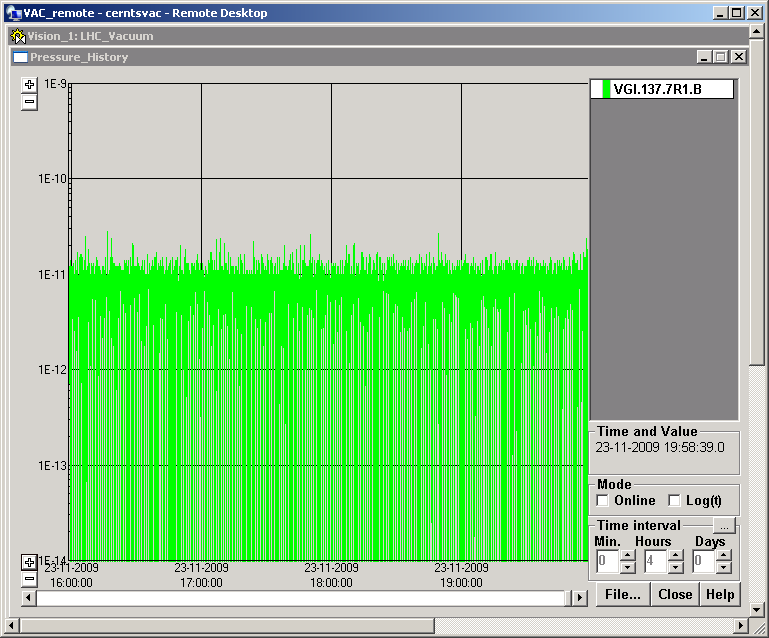 VAC_remote - cerntsvac - Remote Desktop
Vision_1: LHC_Vacuum
Pressure_History
1E-9
1E-10
1E-11
1E-12
1E-13
1E-14
23-11-2009 23-11-2009 23-11-2009 23-11-2009
16:00:00 17:00:00 18:00:00 19:00:00
VGI.137.7R1.B
Time and Value
23-11-2009 19:58:39.0
Mode
Online Log(t)
Time interval ...
Min. Hours Days
0 4 0
File... Close Help